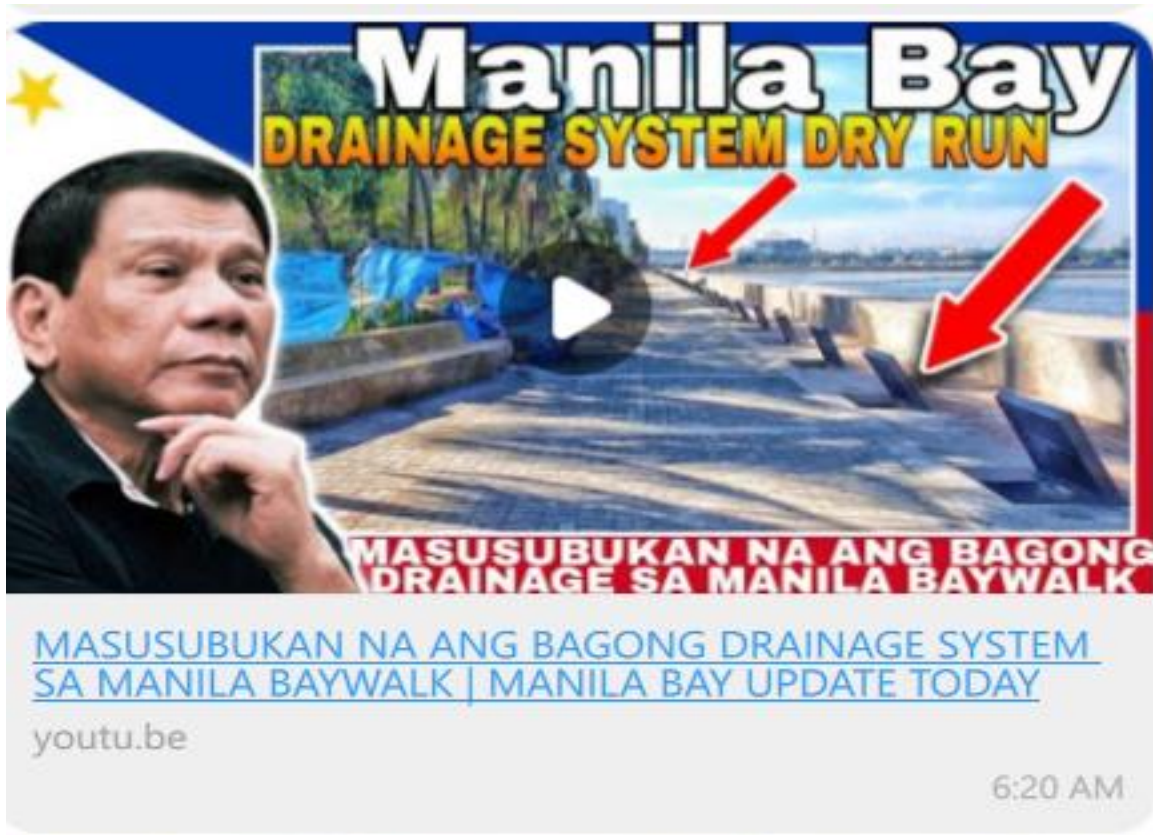 Manila Bay
DRAINAGE SYSTEM DRY RUN
MASUSUBUKAN NA ANG BAGONG
DRAINAGE SA MANILA BAYWALK
MASUSUBUKAN NA ANG BAGONG DRAINAGE SYSTEM
SA MANILA BAYWALK | MANILA BAY UPDATE TODAY
youtu.be
6:20 AM